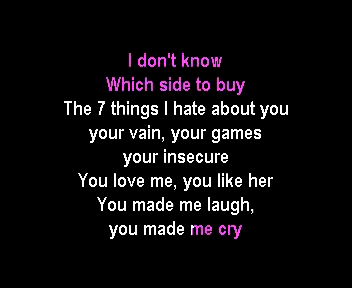 I don't know
Which side to buy
The 7 things I hate about you
your vain, your games
your insecure
You love me, you like her
You made me laugh,
you made me cry